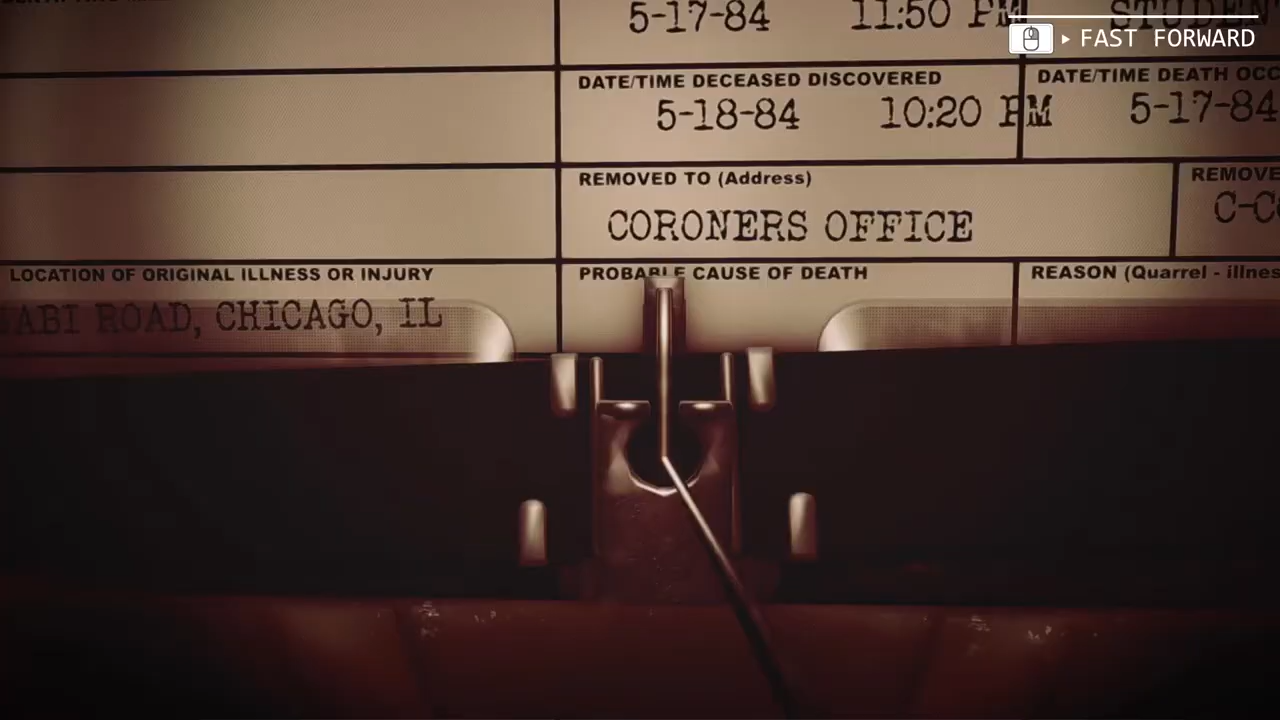 5-17-84 11:50 PM
FAST FORWARD
DATE/TIME DECEASED DISCOVERED
5-18-84 10:20 PM
DATE/TIME DEATH OCC
5-17-84
REMOVED TO (Address)
CORONERS OFFICE
REMOVE
C-C
LOCATION OF ORIGINAL ILLNESS OR INJURY
ABI ROAD, CHICAGO, IL
PROBABLE CAUSE OF DEATH
REASON (Quarrel - illnes